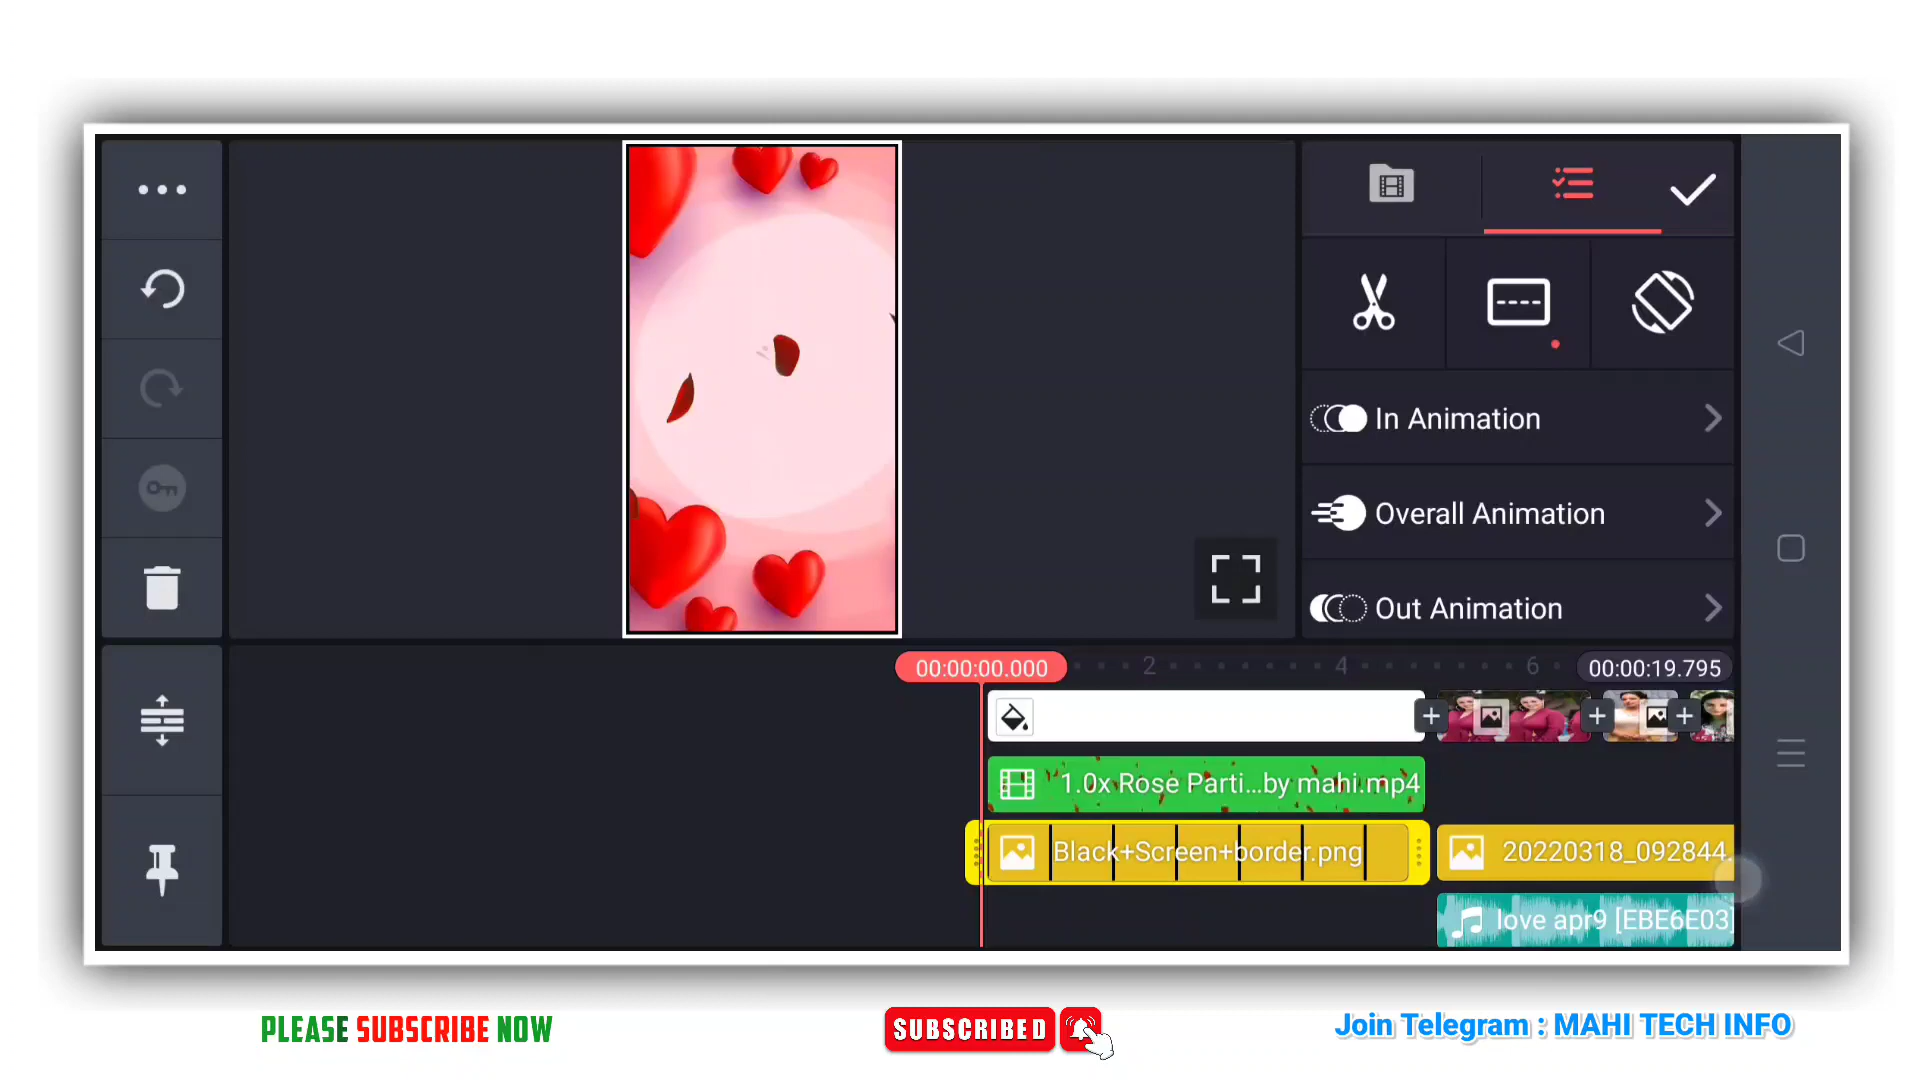 In Animation
Overall Animation
Out Animation
00:00:00.000
2
4
6
00:00:19.795
1.0x Rose Parti...by mahi.mp4
Black+Screen+border.png
20220318_092844.
love apr9 [EBE6E03]
PLEASE SUBSCRIBE NOW
SUBSCRIBED
Join Telegram : MAHI TECH INFO